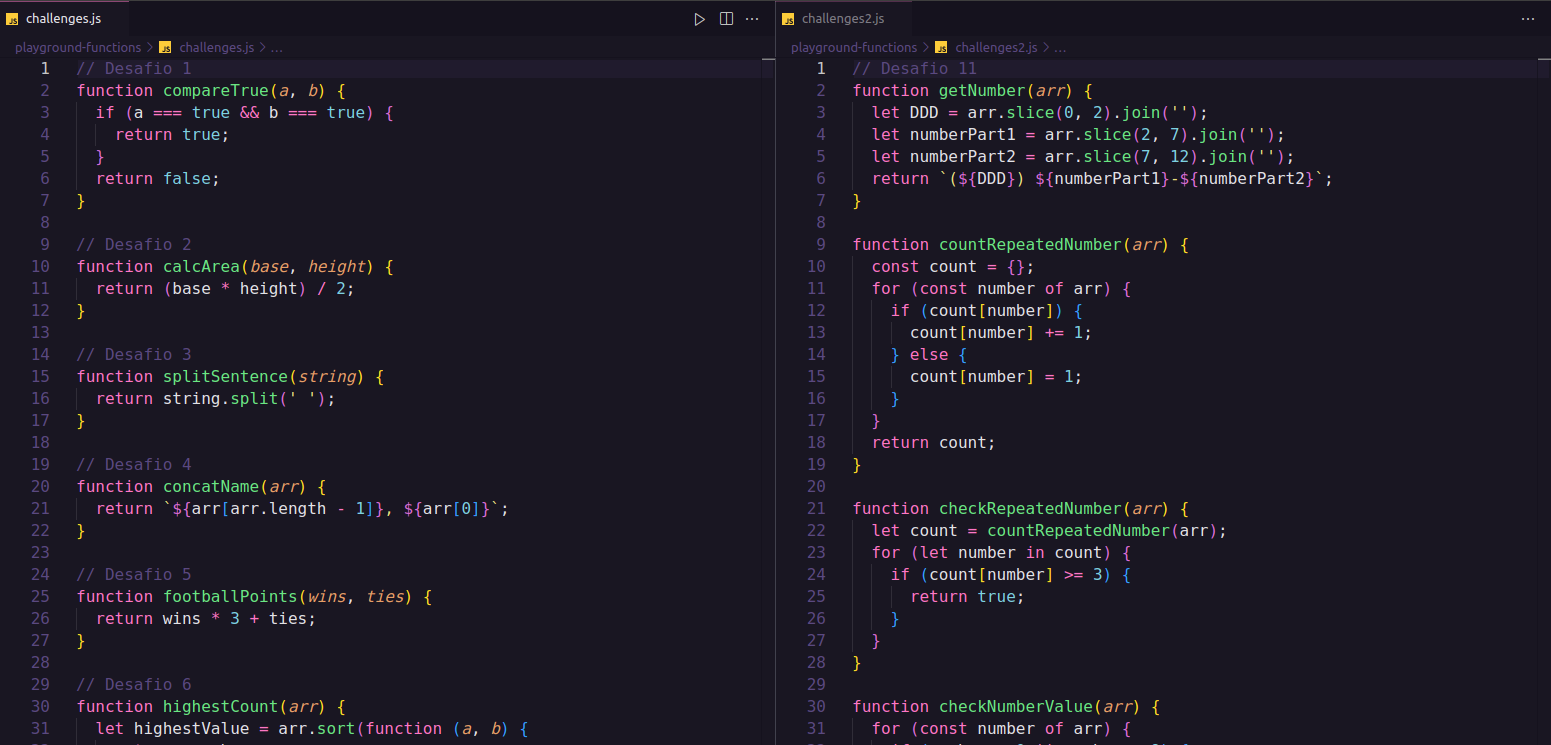 JS challenges.js
playground-functions > JS challenges.js > ...
1 // Desafio 1
2 function compareTrue(a, b) {
3   if (a === true && b === true) {
4     return true;
5   }
6   return false;
7 }
8
9 // Desafio 2
10 function calcArea(base, height) {
11   return (base * height) / 2;
12 }
13
14 // Desafio 3
15 function splitSentence(string) {
16   return string.split(' ');
17 }
18
19 // Desafio 4
20 function concatName(arr) {
21   return `${arr[arr.length - 1]}, ${arr[0]}`;
22 }
23
24 // Desafio 5
25 function footballPoints(wins, ties) {
26   return wins * 3 + ties;
27 }
28
29 // Desafio 6
30 function highestCount(arr) {
31   let highestValue = arr.sort(function (a, b) {
JS challenges2.js
playground-functions > JS challenges2.js > ...
1 // Desafio 11
2 function getNumber(arr) {
3   let DDD = arr.slice(0, 2).join('');
4   let numberPart1 = arr.slice(2, 7).join('');
5   let numberPart2 = arr.slice(7, 12).join('');
6   return `(${DDD}) ${numberPart1}-${numberPart2}`;
7 }
8
9 function countRepeatedNumber(arr) {
10   const count = {};
11   for (const number of arr) {
12     if (count[number]) {
13       count[number] += 1;
14     } else {
15       count[number] = 1;
16     }
17   }
18   return count;
19 }
20
21 function checkRepeatedNumber(arr) {
22   let count = countRepeatedNumber(arr);
23   for (let number in count) {
24     if (count[number] >= 3) {
25       return true;
26     }
27   }
28 }
29
30 function checkNumberValue(arr) {
31   for (const number of arr) {